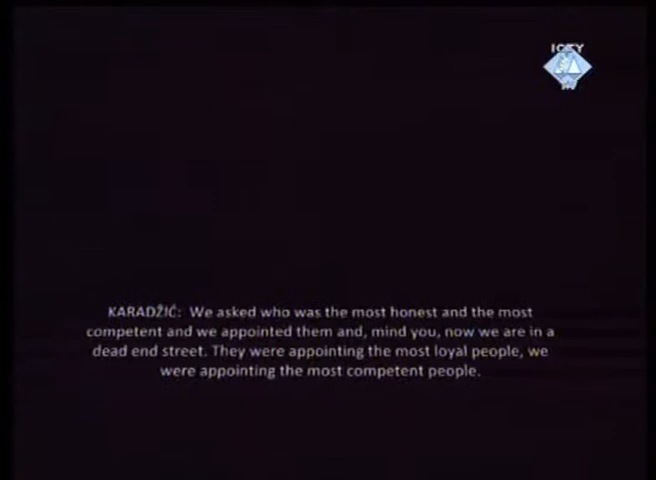 ICTY
KARADŽIĆ: We asked who was the most honest and the most
competent and we appointed them and, mind you, now we are in a
dead end street. They were appointing the most loyal people, we
were appointing the most competent people.